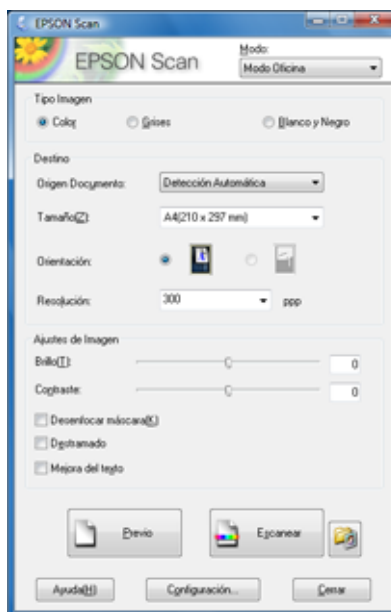 EPSON Scan
EPSON Scan
Modo:
Modo Oficina
Tipo Imagen
Color
Grises
Blanco y Negro
Destino
Origen Documento:
Detección Automática
Tamaño(Z):
A4(210 x 297 mm)
Orientación:
Resolución:
300
ppp
Ajustes de Imagen
Brillo(T):
0
Contraste:
0
Desenfocar máscara(K)
Destramado
Mejora del texto
Previo
Escanear
Ayuda(H)
Configuración...
Cerrar